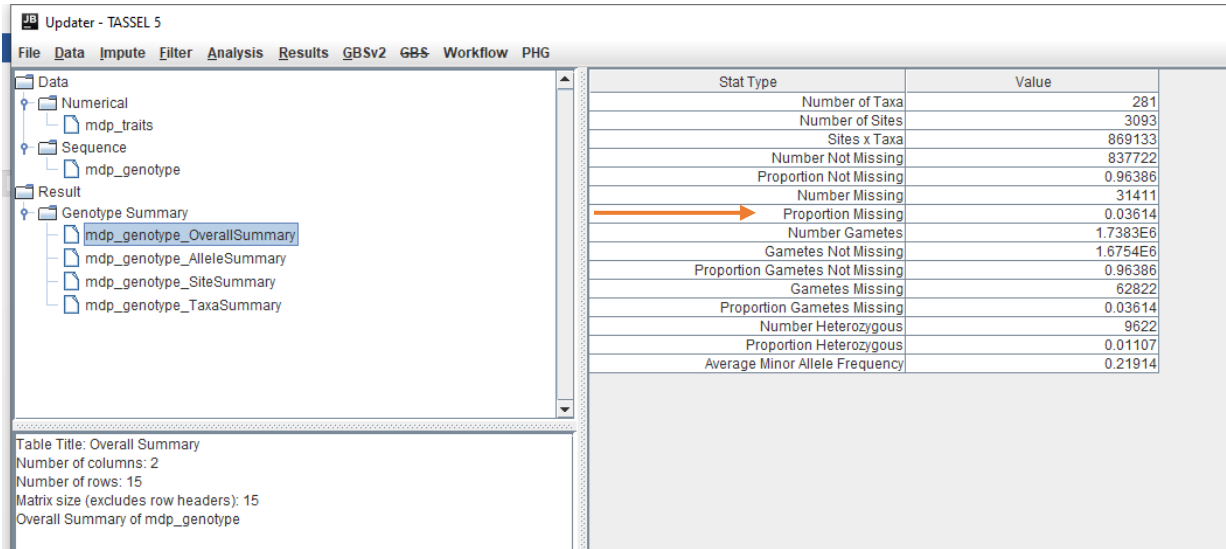 JB Updater - TASSEL 5
File Data Impute Filter Analysis Results GBSv2 GBS Workflow PHG
Data
Numerical
mdp_traits
Sequence
mdp_genotype
Result
Genotype Summary
mdp_genotype_OverallSummary
mdp_genotype_AlleleSummary
mdp_genotype_SiteSummary
mdp_genotype_TaxaSummary
Table Title: Overall Summary
Number of columns: 2
Number of rows: 15
Matrix size (excludes row headers): 15
Overall Summary of mdp_genotype
Stat Type Value
Number of Taxa 281
Number of Sites 3093
Sites x Taxa 869133
Number Not Missing 837722
Proportion Not Missing 0.96386
Number Missing 31411
Proportion Missing 0.03614
Number Gametes 1.7383E6
Gametes Not Missing 1.6754E6
Proportion Gametes Not Missing 0.96386
Gametes Missing 62822
Proportion Gametes Missing 0.03614
Number Heterozygous 9622
Proportion Heterozygous 0.01107
Average Minor Allele Frequency 0.21914